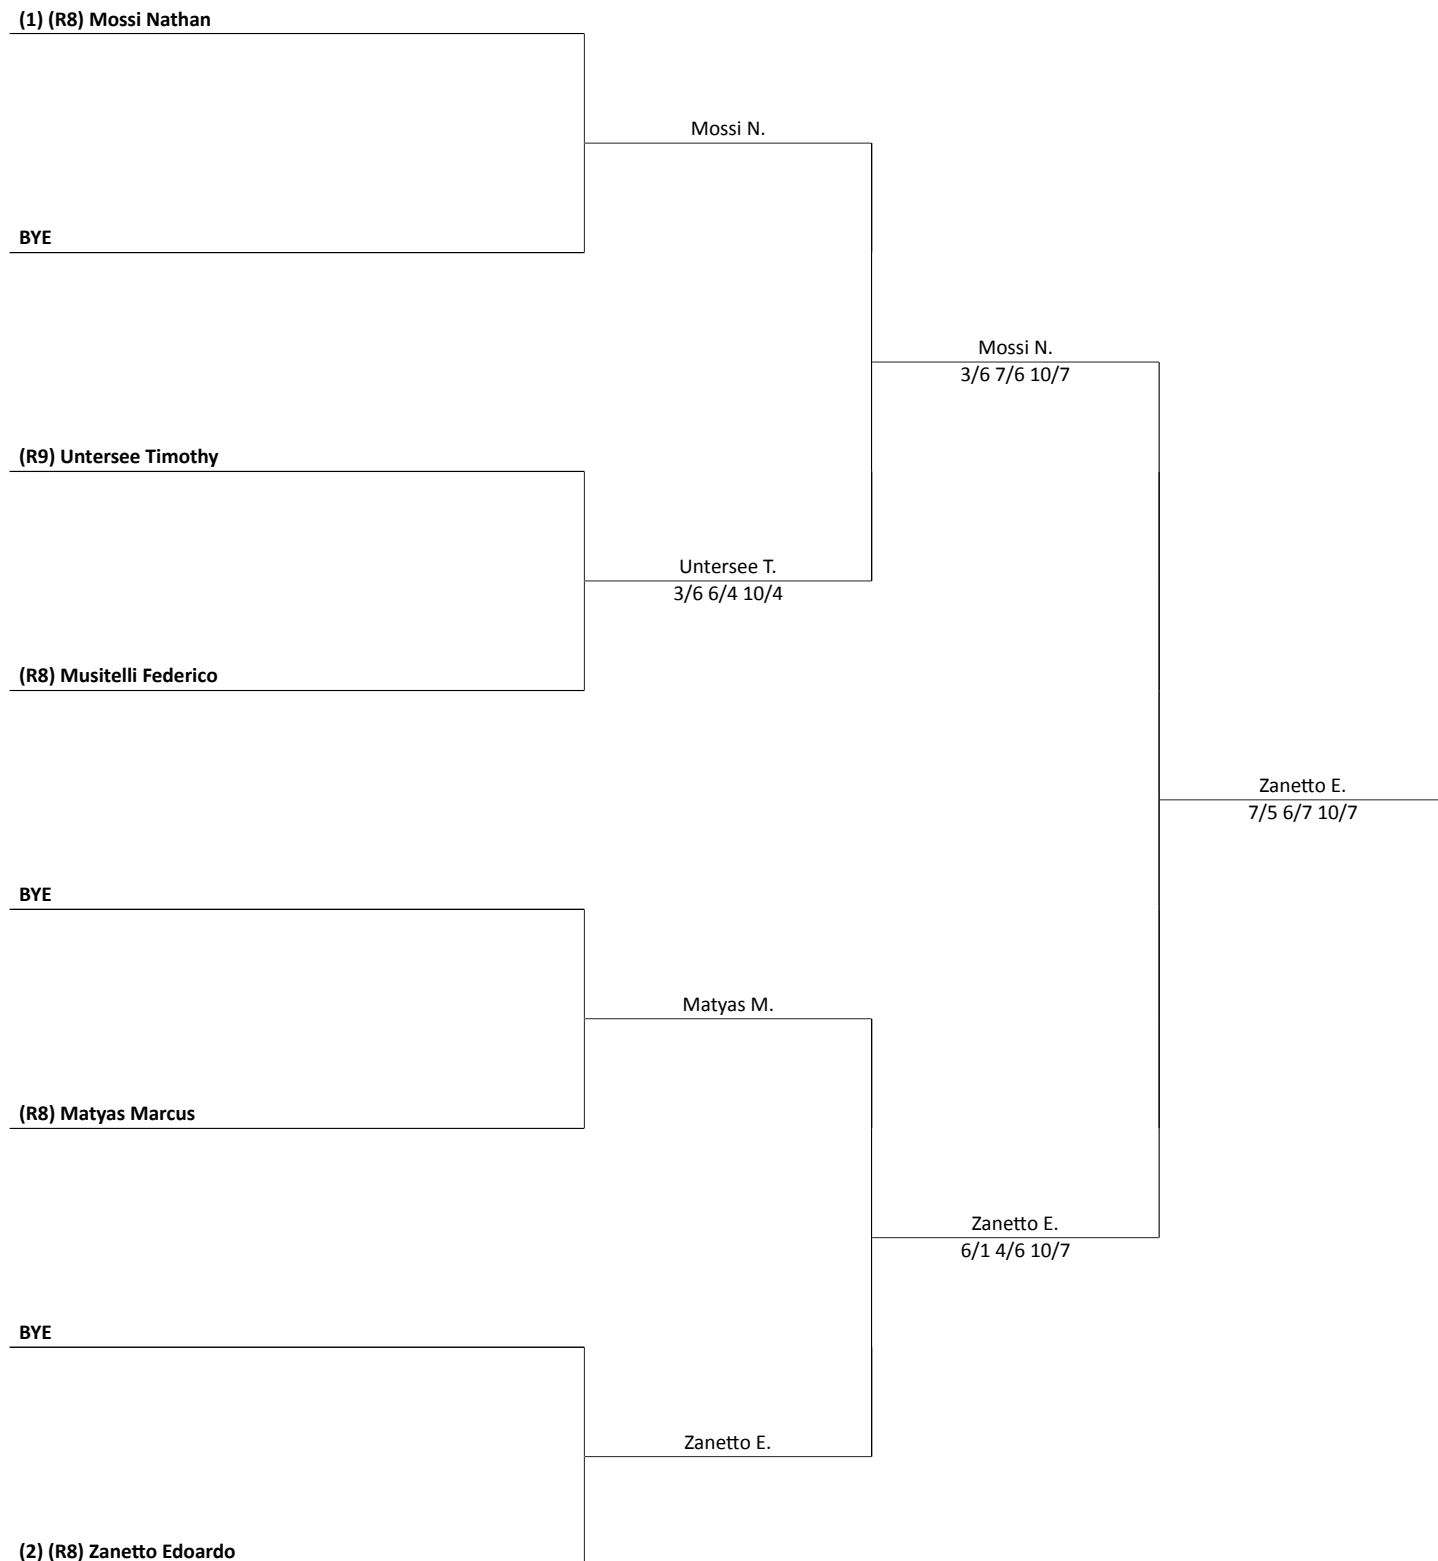 (1) (R8) Mossi Nathan
Mossi N.
BYE
Mossi N.
3/6 7/6 10/7
(R9) Untersee Timothy
Untersee T.
3/6 6/4 10/4
(R8) Musitelli Federico
Zanetto E.
7/5 6/7 10/7
BYE
Matyas M.
(R8) Matyas Marcus
Zanetto E.
6/1 4/6 10/7
BYE
Zanetto E.
(2) (R8) Zanetto Edoardo